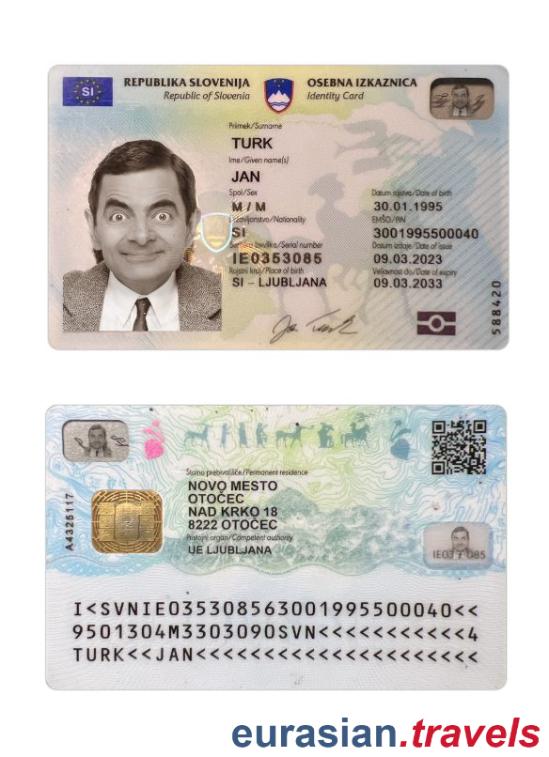 SI
REPUBLIKA SLOVENIJA
Republic of Slovenia
OSEBNA IZKAZNICA
Identity Card
Priimek/Surname
TURK
Ime/Given name(s)
JAN
Spol/Sex
M / M
Državljanstvo/Nationality
SI
Serijska številka/Serial number
IE0353085
Rojstni kraj/Place of birth
SI – LJUBLJANA
Datum rojstva/Date of birth
30.01.1995
EMŠO/PIN
3001995500040
Datum izdaje/Date of issue
09.03.2023
Veljavnost do/Date of expiry
09.03.2033
588420
Jan Turk
A4325117
Stalno prebivališče/Permanent residence
NOVO MESTO
OTOČEC
NAD KRKO 18
8222 OTOČEC
Pristojni organ/Competent authority
UE LJUBLJANA
I<SVNIE035308563001995500040<<
9501304M3303090SVN<<<<<<<<<<<4
TURK<<JAN<<<<<<<<<<<<<<<<<<<<<
eurasian.travels